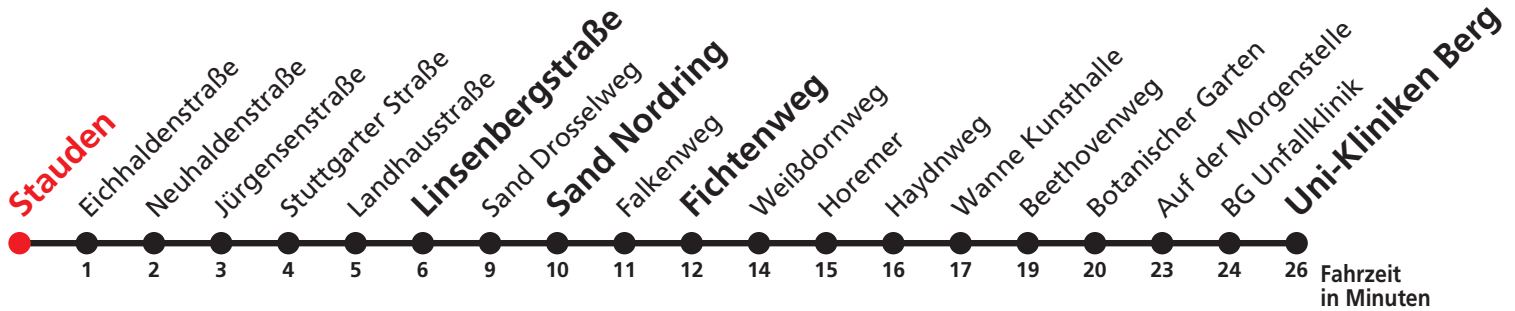 Stauden
Eichhaldenstraße
Neuhaldenstraße
Jürgensenstraße
Stuttgarter Straße
Landhausstraße
Linsenbergstraße
Sand Drosselweg
Sand Nordring
Falkenweg
Fichtenweg
Weißdornweg
Horemer
Haydnweg
Wanne Kunsthalle
Beethovenweg
Botanischer Garten
Auf der Morgenstelle
BG Unfallklinik
Uni-Kliniken Berg
1 2 3 4 5 6 9 10 11 12 14 15 16 17 19 20 23 24 26
Fahrzeit
in Minuten